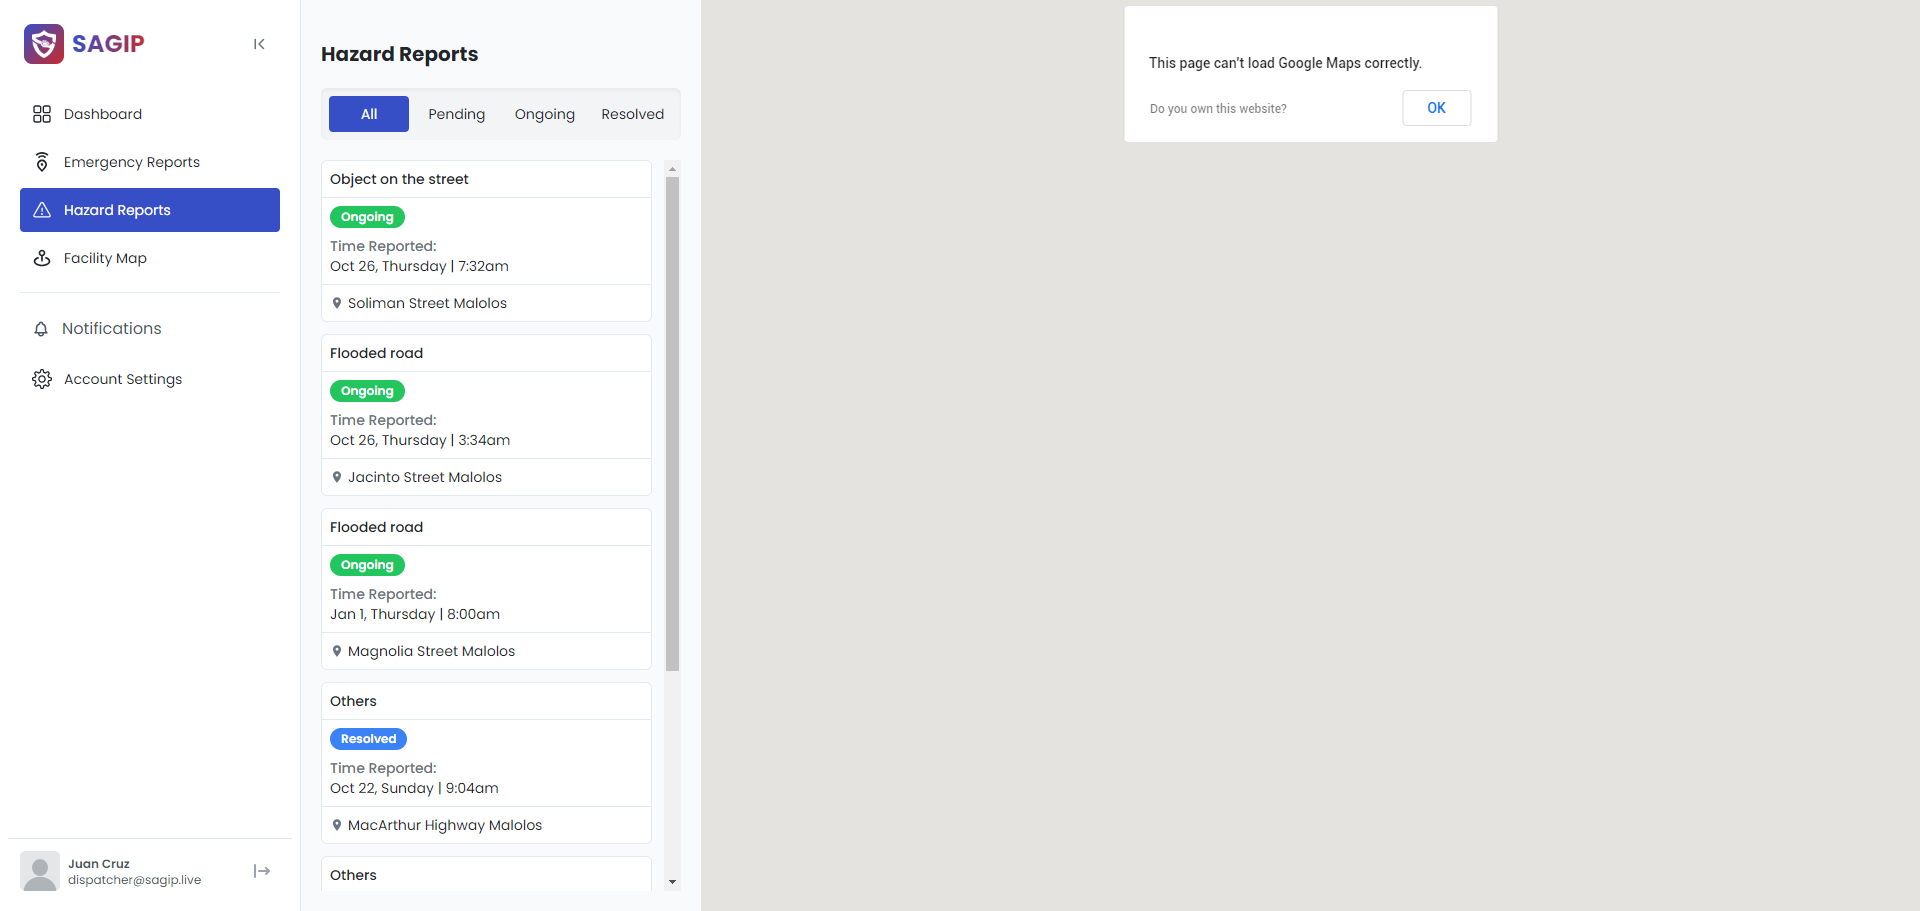 SAGIP
Dashboard
Emergency Reports
Hazard Reports
Facility Map
Notifications
Account Settings
Juan Cruz
dispatcher@sagip.live
Hazard Reports
All Pending Ongoing Resolved
Object on the street
Ongoing
Time Reported:
Oct 26, Thursday | 7:32am
Soliman Street Malolos
Flooded road
Ongoing
Time Reported:
Oct 26, Thursday | 3:34am
Jacinto Street Malolos
Flooded road
Ongoing
Time Reported:
Jan 1, Thursday | 8:00am
Magnolia Street Malolos
Others
Resolved
Time Reported:
Oct 22, Sunday | 9:04am
MacArthur Highway Malolos
Others
This page can't load Google Maps correctly.
Do you own this website?
OK